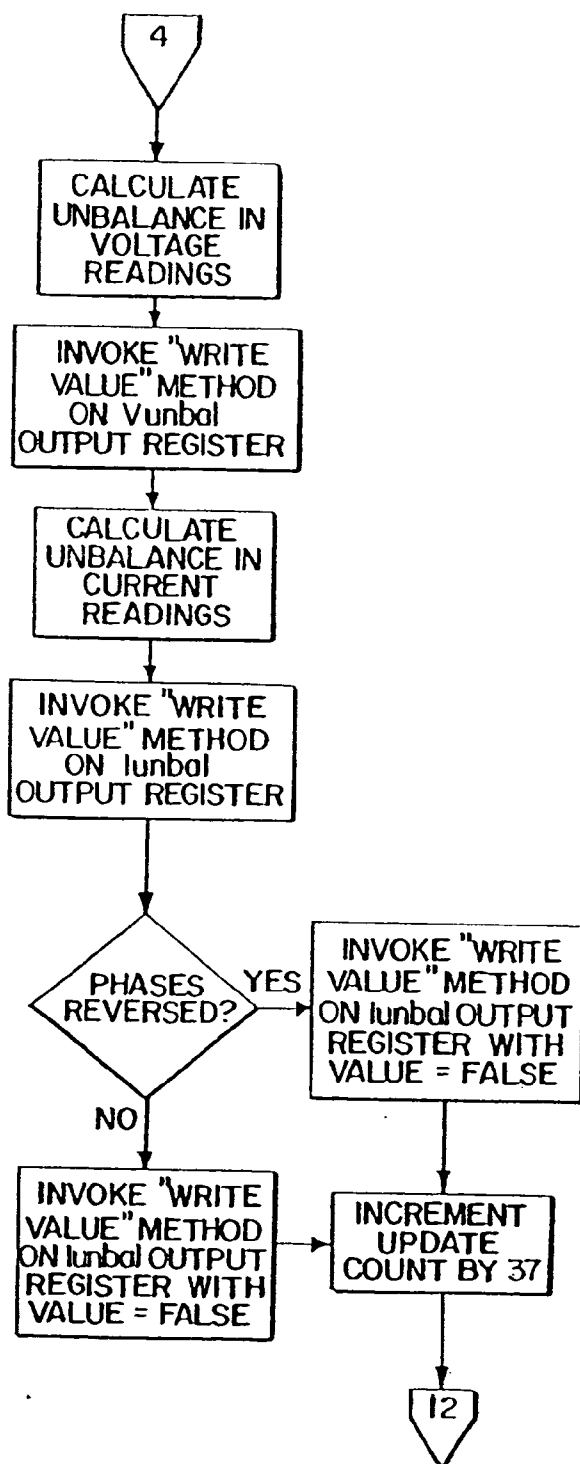 4
CALCULATE
UNBALANCE IN
VOLTAGE
READINGS
INVOKE "WRITE
VALUE" METHOD
ON Vunbal
OUTPUT REGISTER
CALCULATE
UNBALANCE IN
CURRENT
READINGS
INVOKE "WRITE
VALUE" METHOD
ON Iunbal
OUTPUT REGISTER
PHASES
REVERSED?
YES
INVOKE "WRITE
VALUE" METHOD
ON Iunbal OUTPUT
REGISTER WITH
VALUE = FALSE
NO
INVOKE "WRITE
VALUE" METHOD
ON Iunbal OUTPUT
REGISTER WITH
VALUE = FALSE
INCREMENT
UPDATE
COUNT BY 37
12